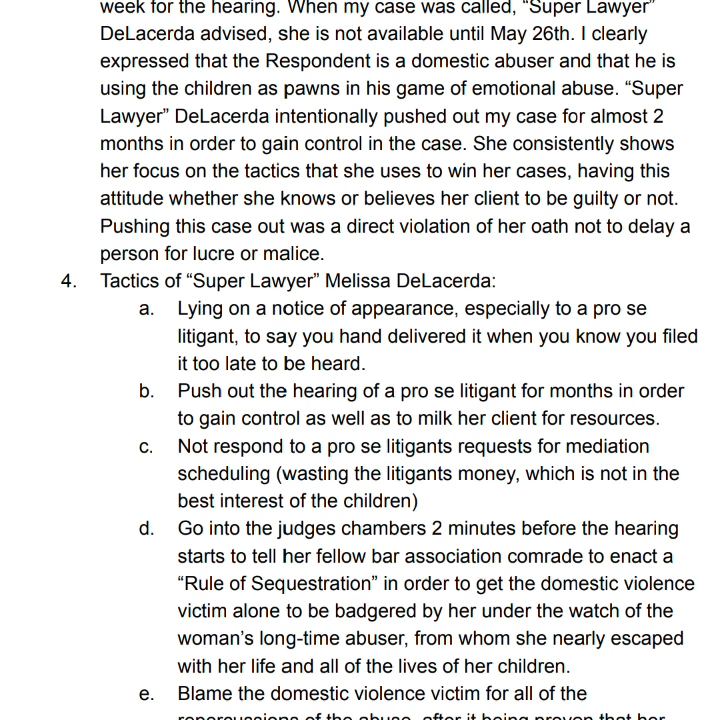 week for the hearing. When my case was called, “Super Lawyer”
DeLacerda advised, she is not available until May 26th. I clearly
expressed that the Respondent is a domestic abuser and that he is
using the children as pawns in his game of emotional abuse. “Super
Lawyer” DeLacerda intentionally pushed out my case for almost 2
months in order to gain control in the case. She consistently shows
her focus on the tactics that she uses to win her cases, having this
attitude whether she knows or believes her client to be guilty or not.
Pushing this case out was a direct violation of her oath not to delay a
person for lucre or malice.
4. Tactics of “Super Lawyer” Melissa DeLacerda:
a. Lying on a notice of appearance, especially to a pro se
litigant, to say you hand delivered it when you know you filed
it too late to be heard.
b. Push out the hearing of a pro se litigant for months in order
to gain control as well as to milk her client for resources.
c. Not respond to a pro se litigants requests for mediation
scheduling (wasting the litigants money, which is not in the
best interest of the children)
d. Go into the judges chambers 2 minutes before the hearing
starts to tell her fellow bar association comrade to enact a
“Rule of Sequestration” in order to get the domestic violence
victim alone to be badgered by her under the watch of the
woman’s long-time abuser, from whom she nearly escaped
with her life and all of the lives of her children.
e. Blame the domestic violence victim for all of the
repercussions of the abuse, after it being proven that her